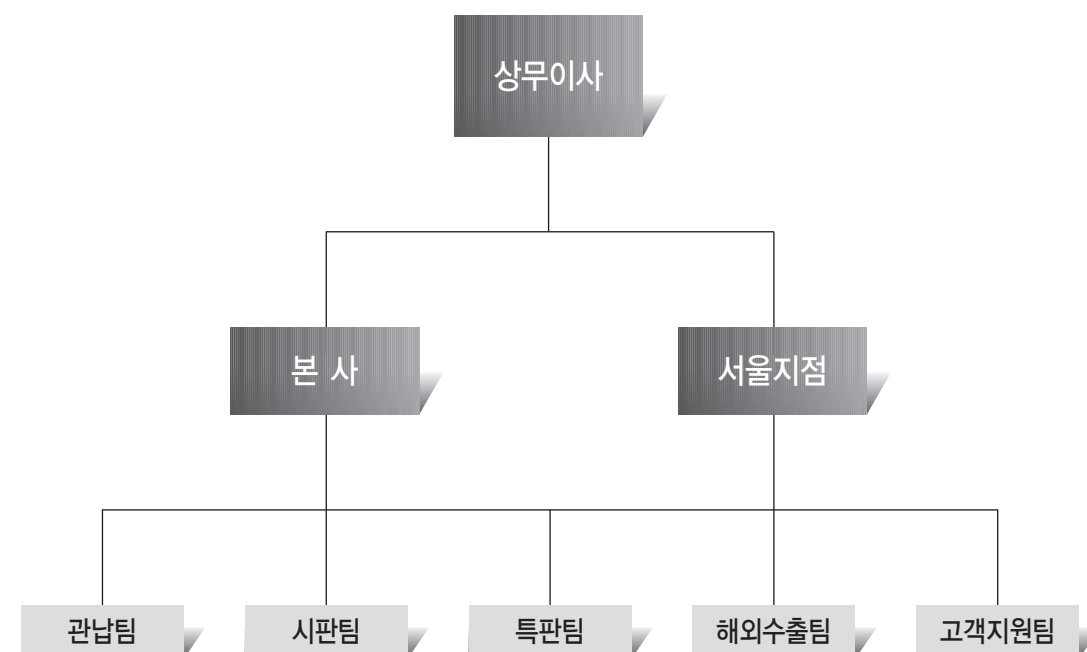 상무이사
본 사
서울지점
관납팀
시판팀
특판팀
해외수출팀
고객지원팀